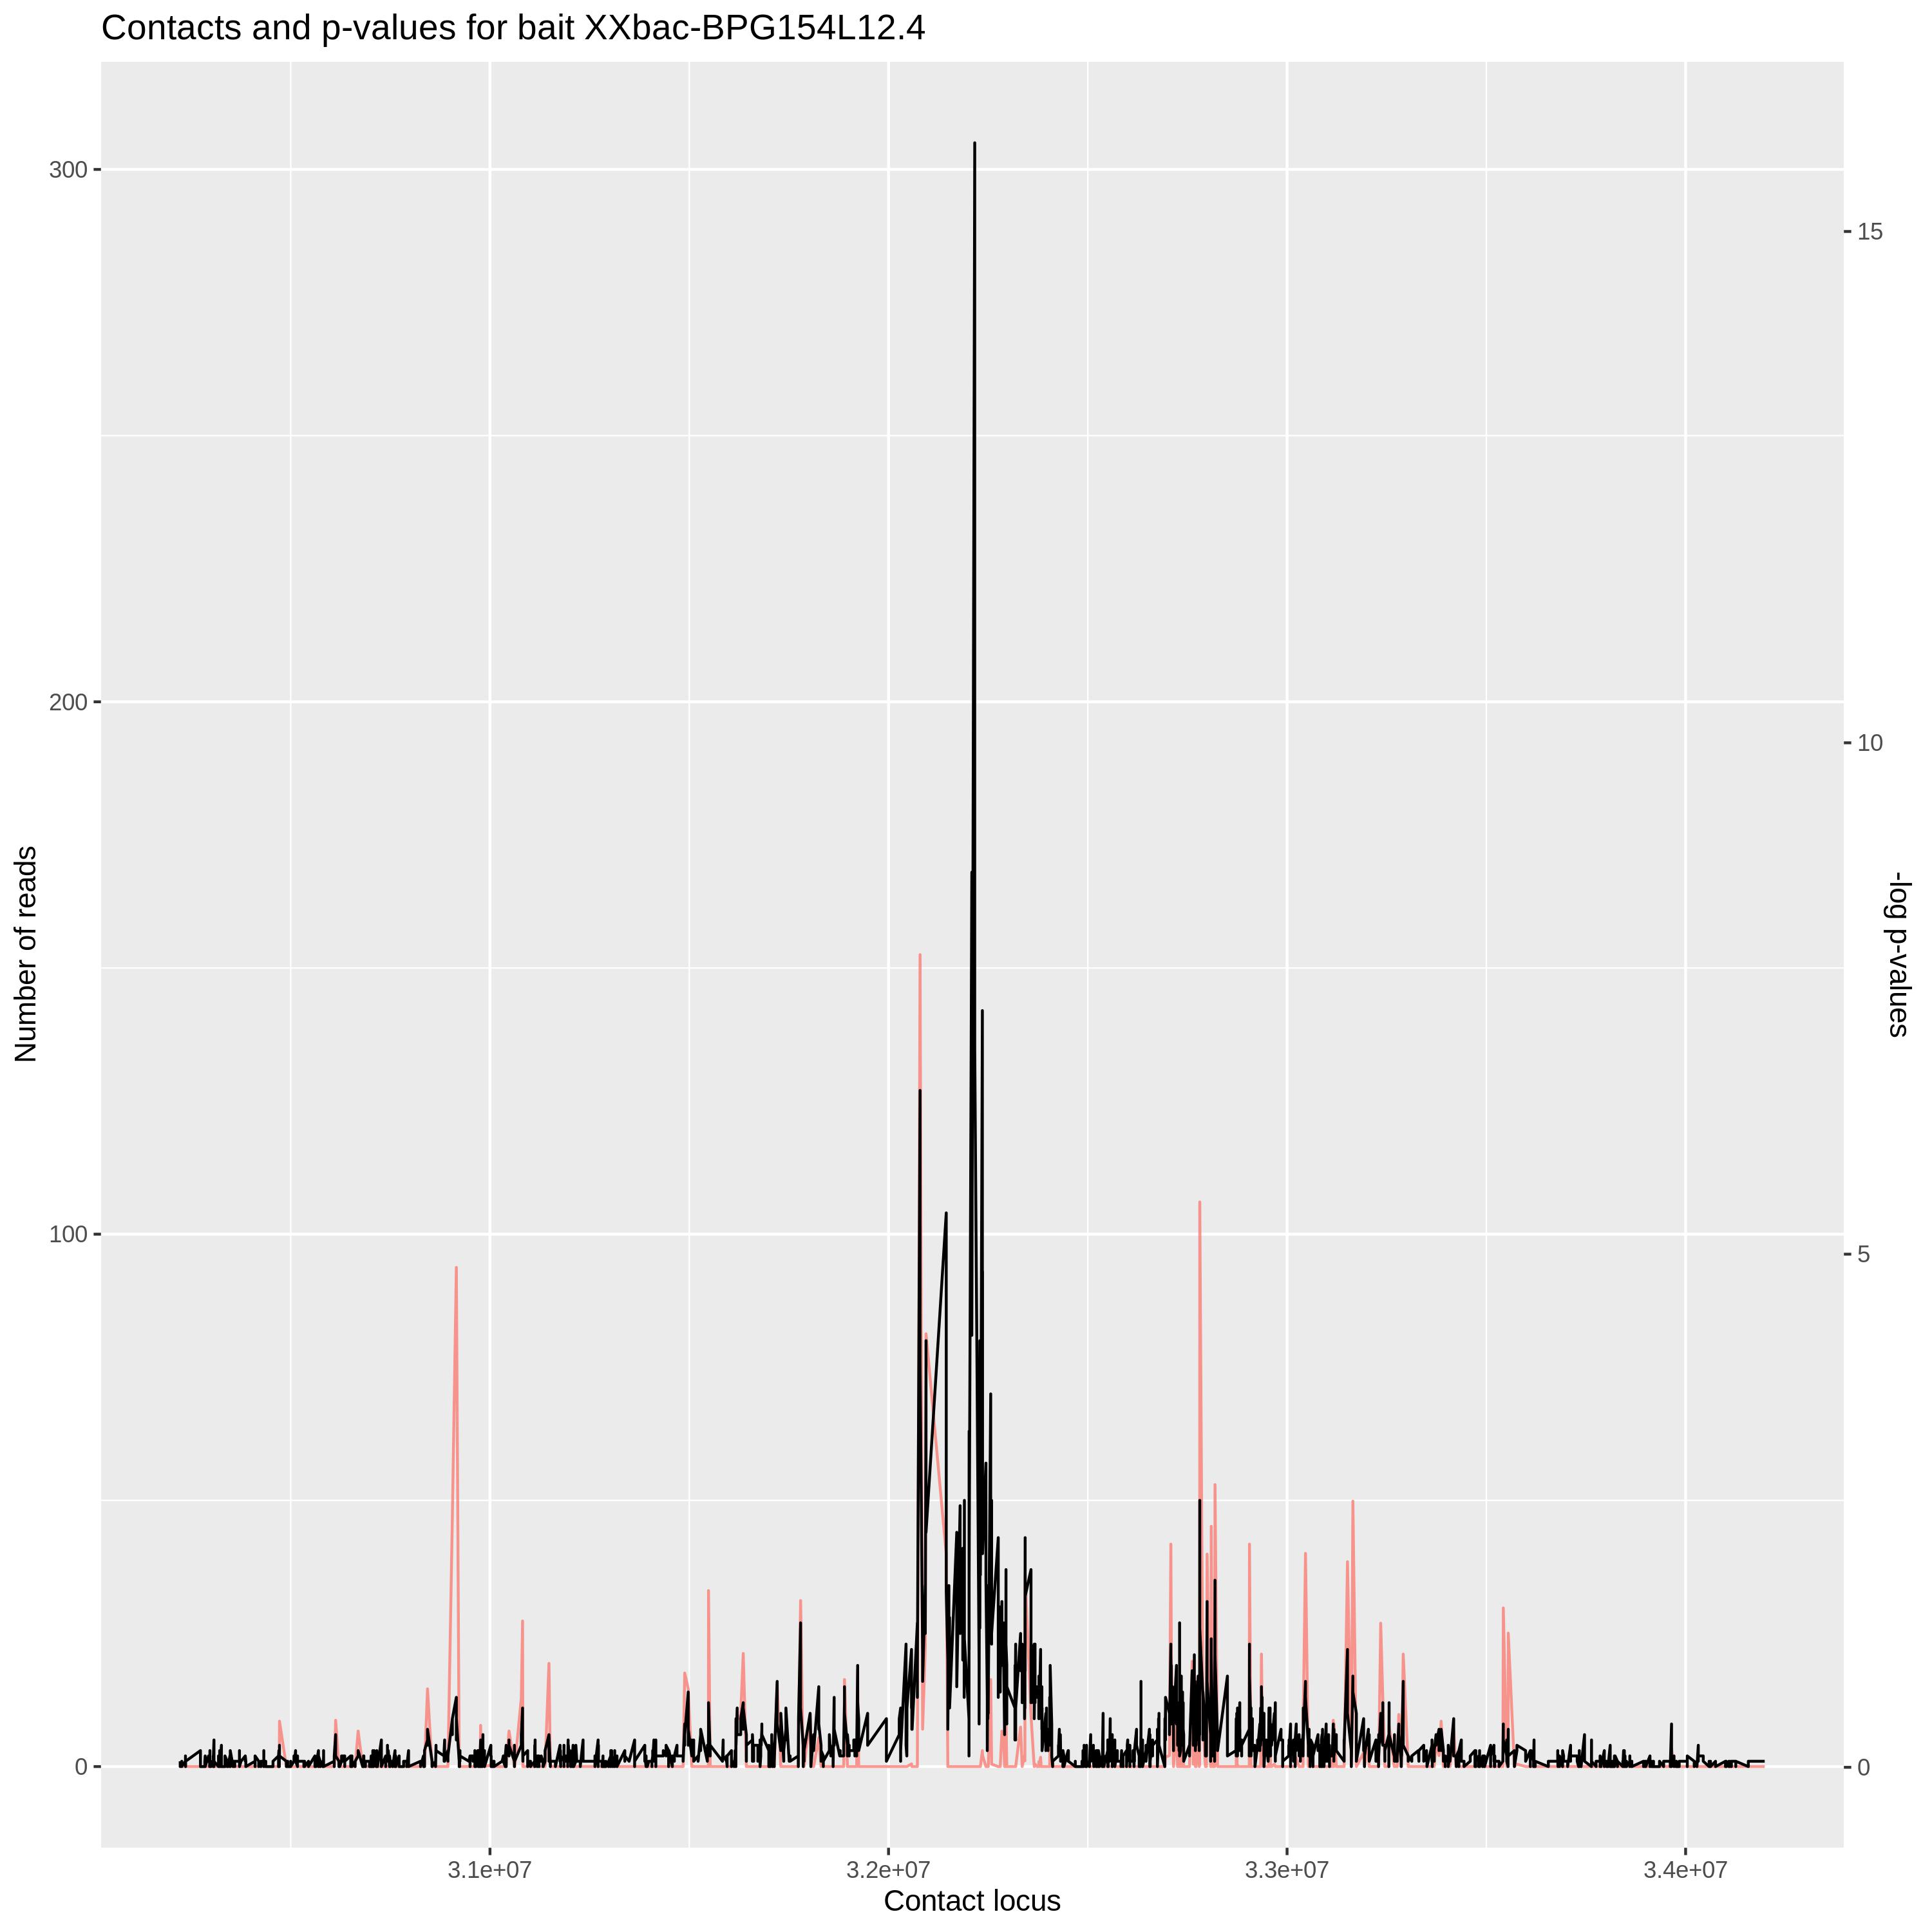 Contacts and p-values for bait XXbac-BPG154L12.4
300
200
100
0
Number of reads
15
10
5
0
-log p-values
3.1e+07
3.2e+07
3.3e+07
3.4e+07
Contact locus